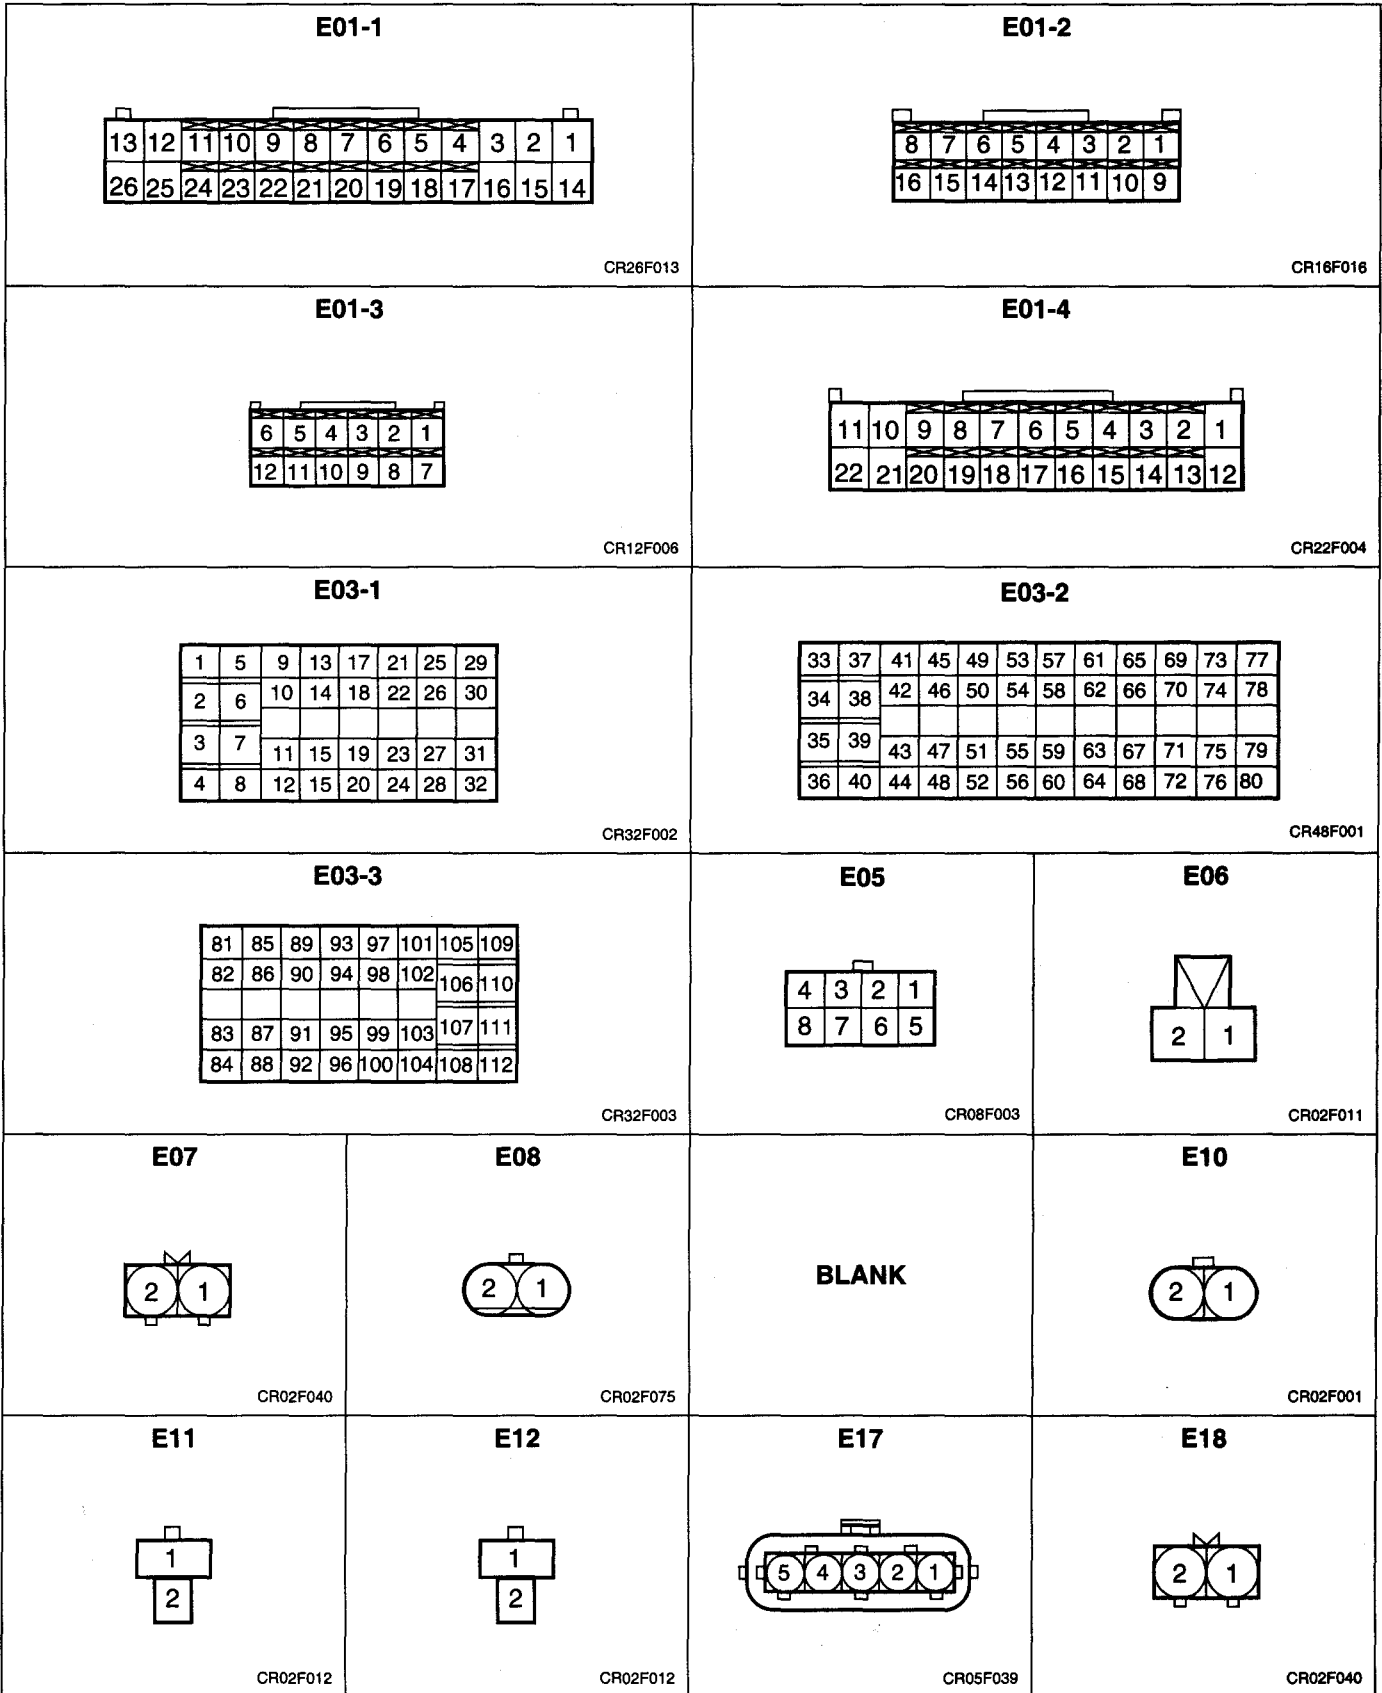 E01-1
13 12 11 10 9 8 7 6 5 4 3 2 1
26 25 24 23 22 21 20 19 18 17 16 15 14
CR26F013
E01-2
8 7 6 5 4 3 2 1
16 15 14 13 12 11 10 9
CR16F016
E01-3
6 5 4 3 2 1
12 11 10 9 8 7
CR12F006
E01-4
11 10 9 8 7 6 5 4 3 2 1
22 21 20 19 18 17 16 15 14 13 12
CR22F004
E03-1
1 5 9 13 17 21 25 29
2 6 10 14 18 22 26 30
3 7 11 15 19 23 27 31
4 8 12 15 20 24 28 32
CR32F002
E03-2
33 37 41 45 49 53 57 61 65 69 73 77
34 38 42 46 50 54 58 62 66 70 74 78
35 39 43 47 51 55 59 63 67 71 75 79
36 40 44 48 52 56 60 64 68 72 76 80
CR48F001
E03-3
81 85 89 93 97 101 105 109
82 86 90 94 98 102 106 110
83 87 91 95 99 103 107 111
84 88 92 96 100 104 108 112
CR32F003
E05
4 3 2 1
8 7 6 5
CR08F003
E06
2 1
CR02F011
E07
2 1
CR02F040
E08
2 1
CR02F075
BLANK
E10
2 1
CR02F001
E11
1
2
CR02F012
E12
1
2
CR02F012
E17
5 4 3 2 1
CR05F039
E18
2 1
CR02F040